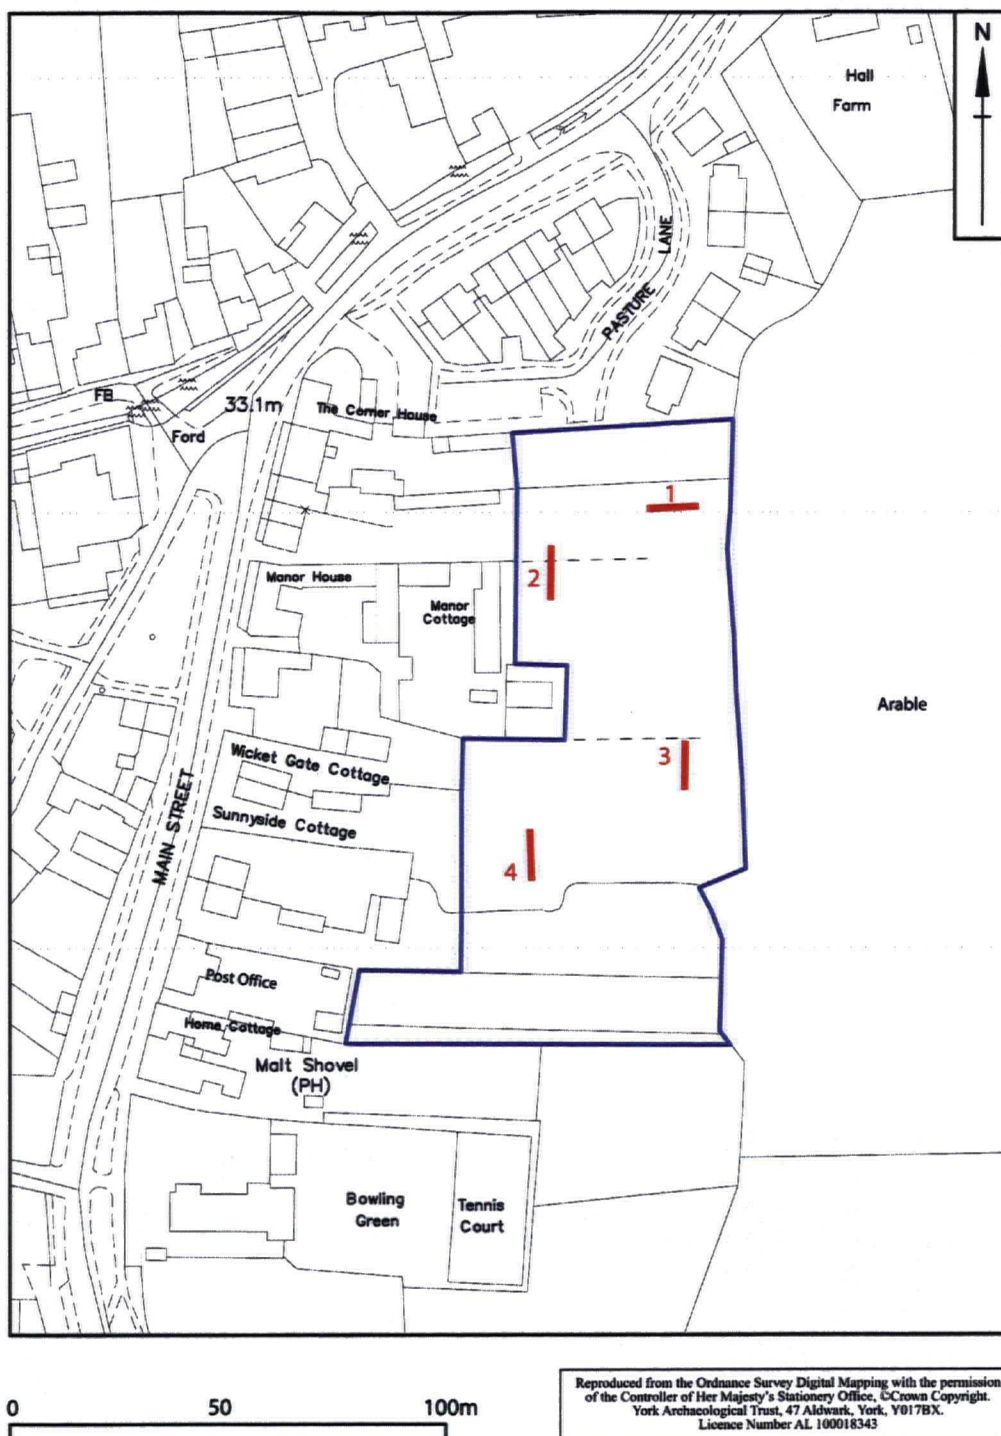 N
Hall
Farm
LANE
PASTURE
FB
33.1m
The Corner House
Ford
1
Manor House
2
Manor
Cottage
Arable
Wicket Gate Cottage
3
MAIN STREET
Sunnyside Cottage
4
Post Office
Home Cottage
Malt Shovel
(PH)
Bowling
Green
Tennis
Court
0 50 100m
Reproduced from the Ordnance Survey Digital Mapping with the permission
of the Controller of Her Majesty's Stationery Office, ©Crown Copyright.
York Archaeological Trust, 47 Aldwark, York, Y017BX.
Licence Number AL 100018343